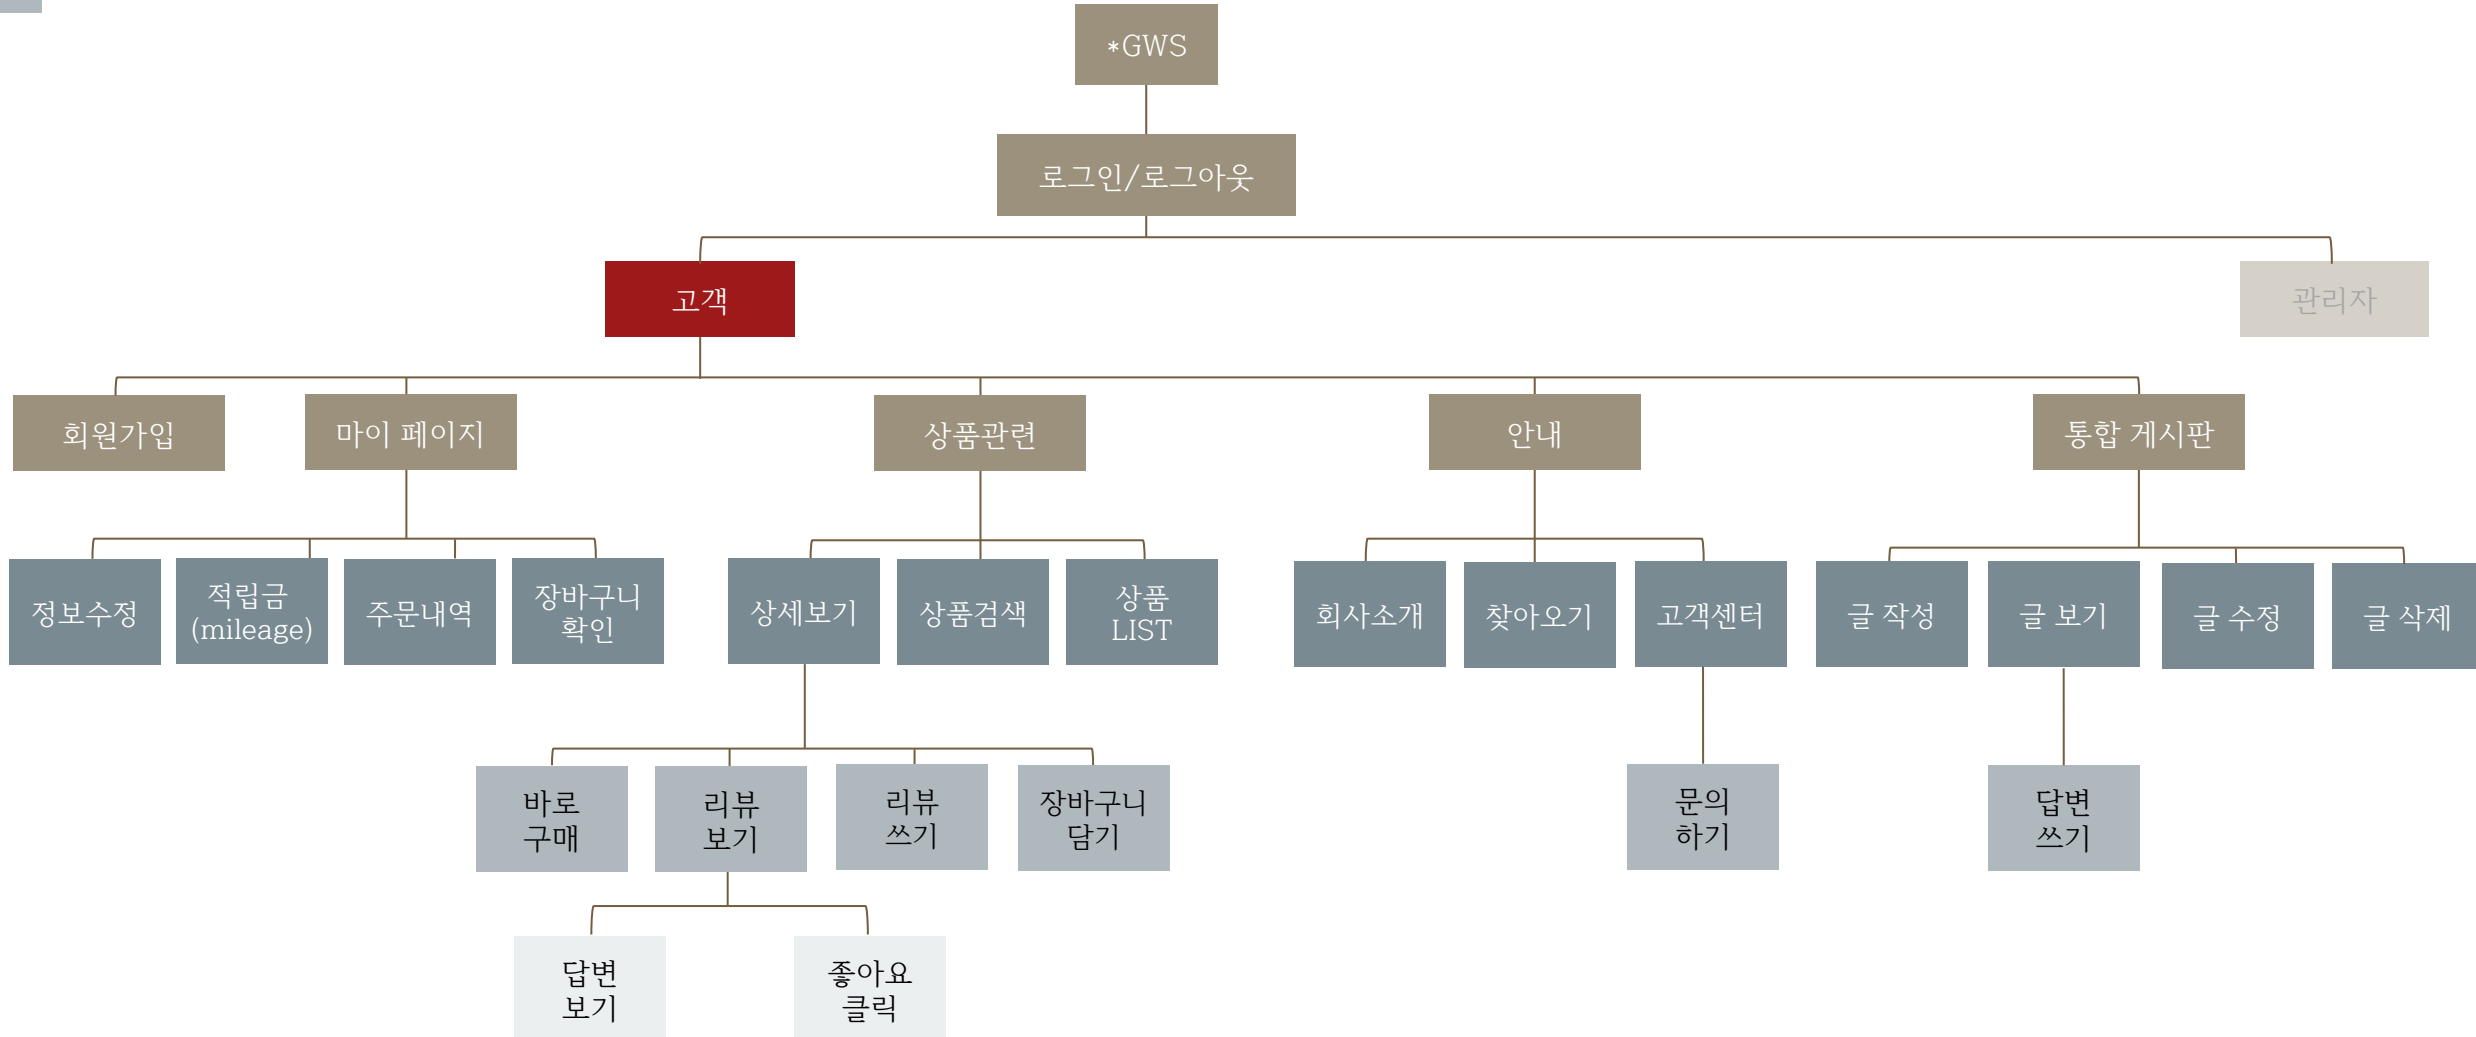 *GWS
로그인/로그아웃
고객
관리자
회원가입
마이 페이지
상품관련
안내
통합 게시판
정보수정
적립금
(mileage)
주문내역
장바구니
확인
상세보기
상품검색
상품
LIST
회사소개
찾아오기
고객센터
글 작성
글 보기
글 수정
글 삭제
바로
구매
리뷰
보기
리뷰
쓰기
장바구니
담기
문의
하기
답변
쓰기
답변
보기
좋아요
클릭